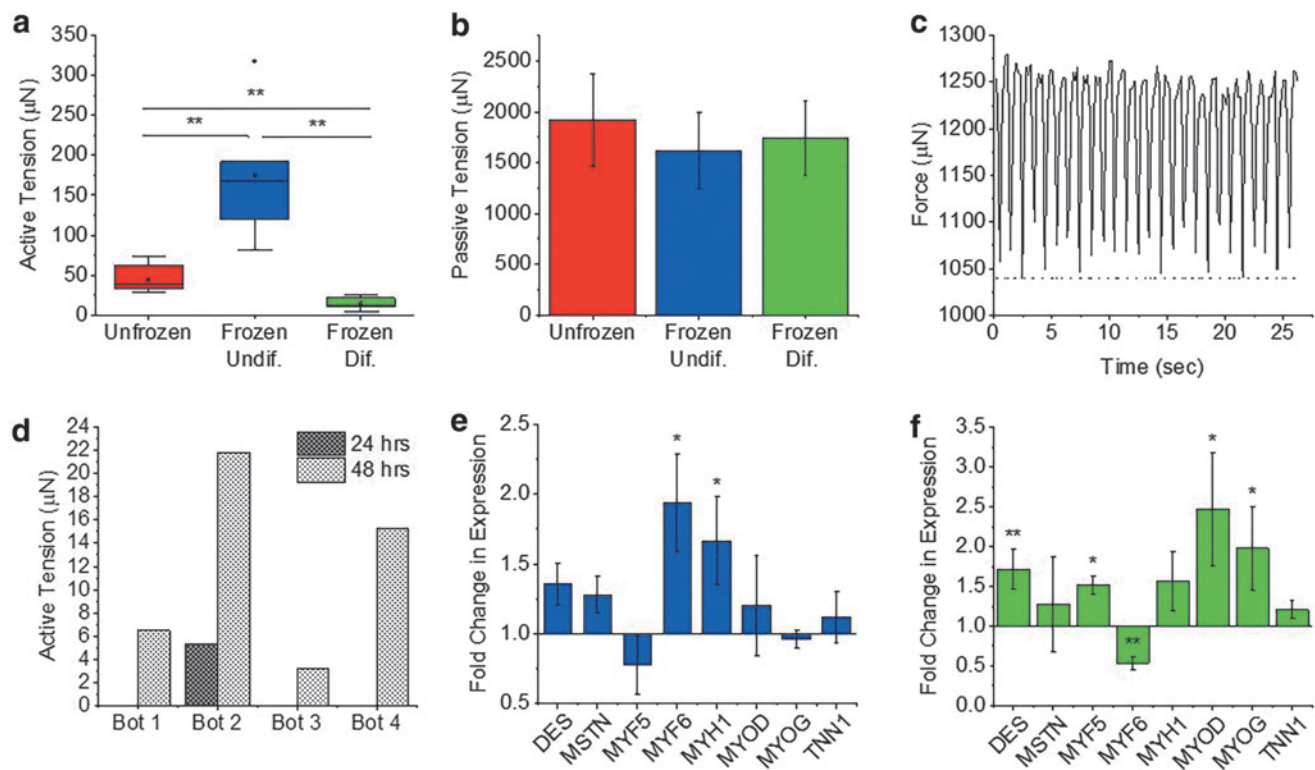 a
Active Tension (µN)
350
300
250
200
150
100
50
0
**
**
**
Unfrozen
Frozen
Undif.
Frozen
Dif.
b
Passive Tension (µN)
2500
2000
1500
1000
500
0
Unfrozen
Frozen
Undif.
Frozen
Dif.
c
Force (µN)
1300
1250
1200
1150
1100
1050
1000
0 5 10 15 20 25
Time (sec)
d
Active Tension (µN)
24
22
20
18
16
14
12
10
8
6
4
2
0
24 hrs
48 hrs
Bot 1 Bot 2 Bot 3 Bot 4
e
Fold Change in Expression
2.5
2.0
1.5
1.0
0.5
*
*
DES MSTN MYF5 MYF6 MYH1 MYOD MYOG TNN1
f
Fold Change in Expression
3.5
3.0
2.5
2.0
1.5
1.0
0.5
0.0
**
*
**
*
*
DES MSTN MYF5 MYF6 MYH1 MYOD MYOG TNN1